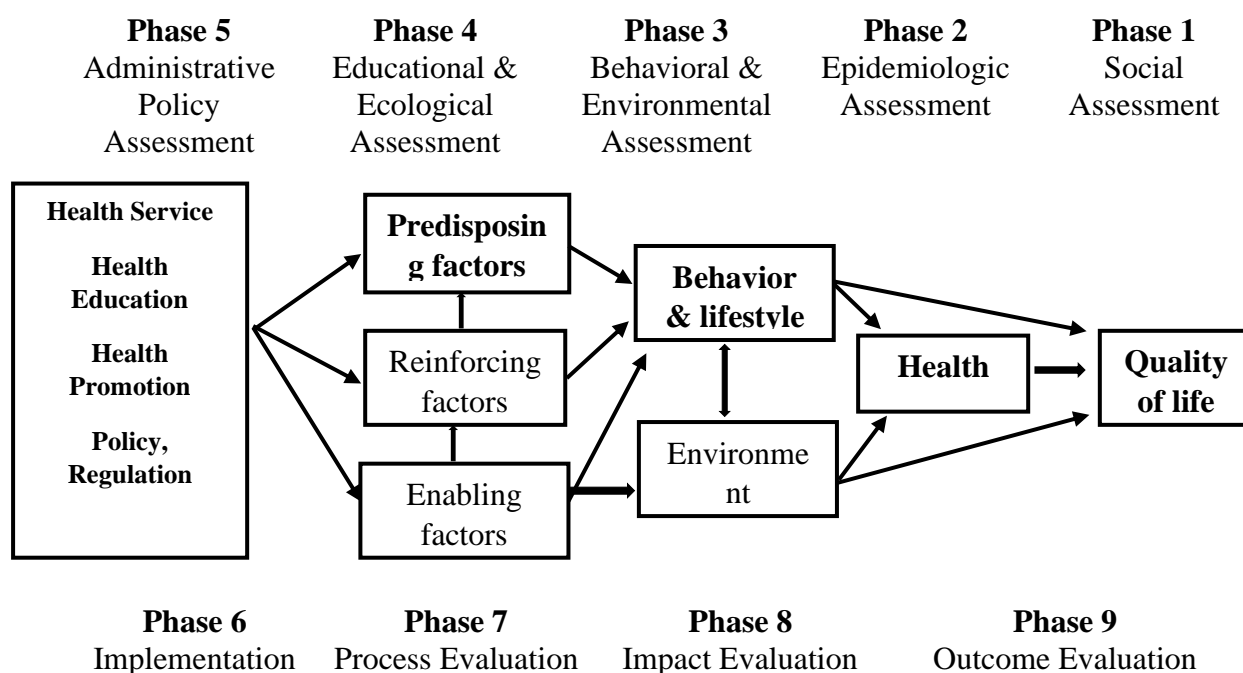 Phase 5
Administrative
Policy
Assessment
Phase 4
Educational &
Ecological
Assessment
Phase 3
Behavioral &
Environmental
Assessment
Phase 2
Epidemiologic
Assessment
Phase 1
Social
Assessment
Health Service
Health
Education
Health
Promotion
Policy,
Regulation
Predisposin
g factors
Reinforcing
factors
Enabling
factors
Behavior
& lifestyle
Environme
nt
Health
Quality
of life
Phase 6
Implementation
Phase 7
Process Evaluation
Phase 8
Impact Evaluation
Phase 9
Outcome Evaluation